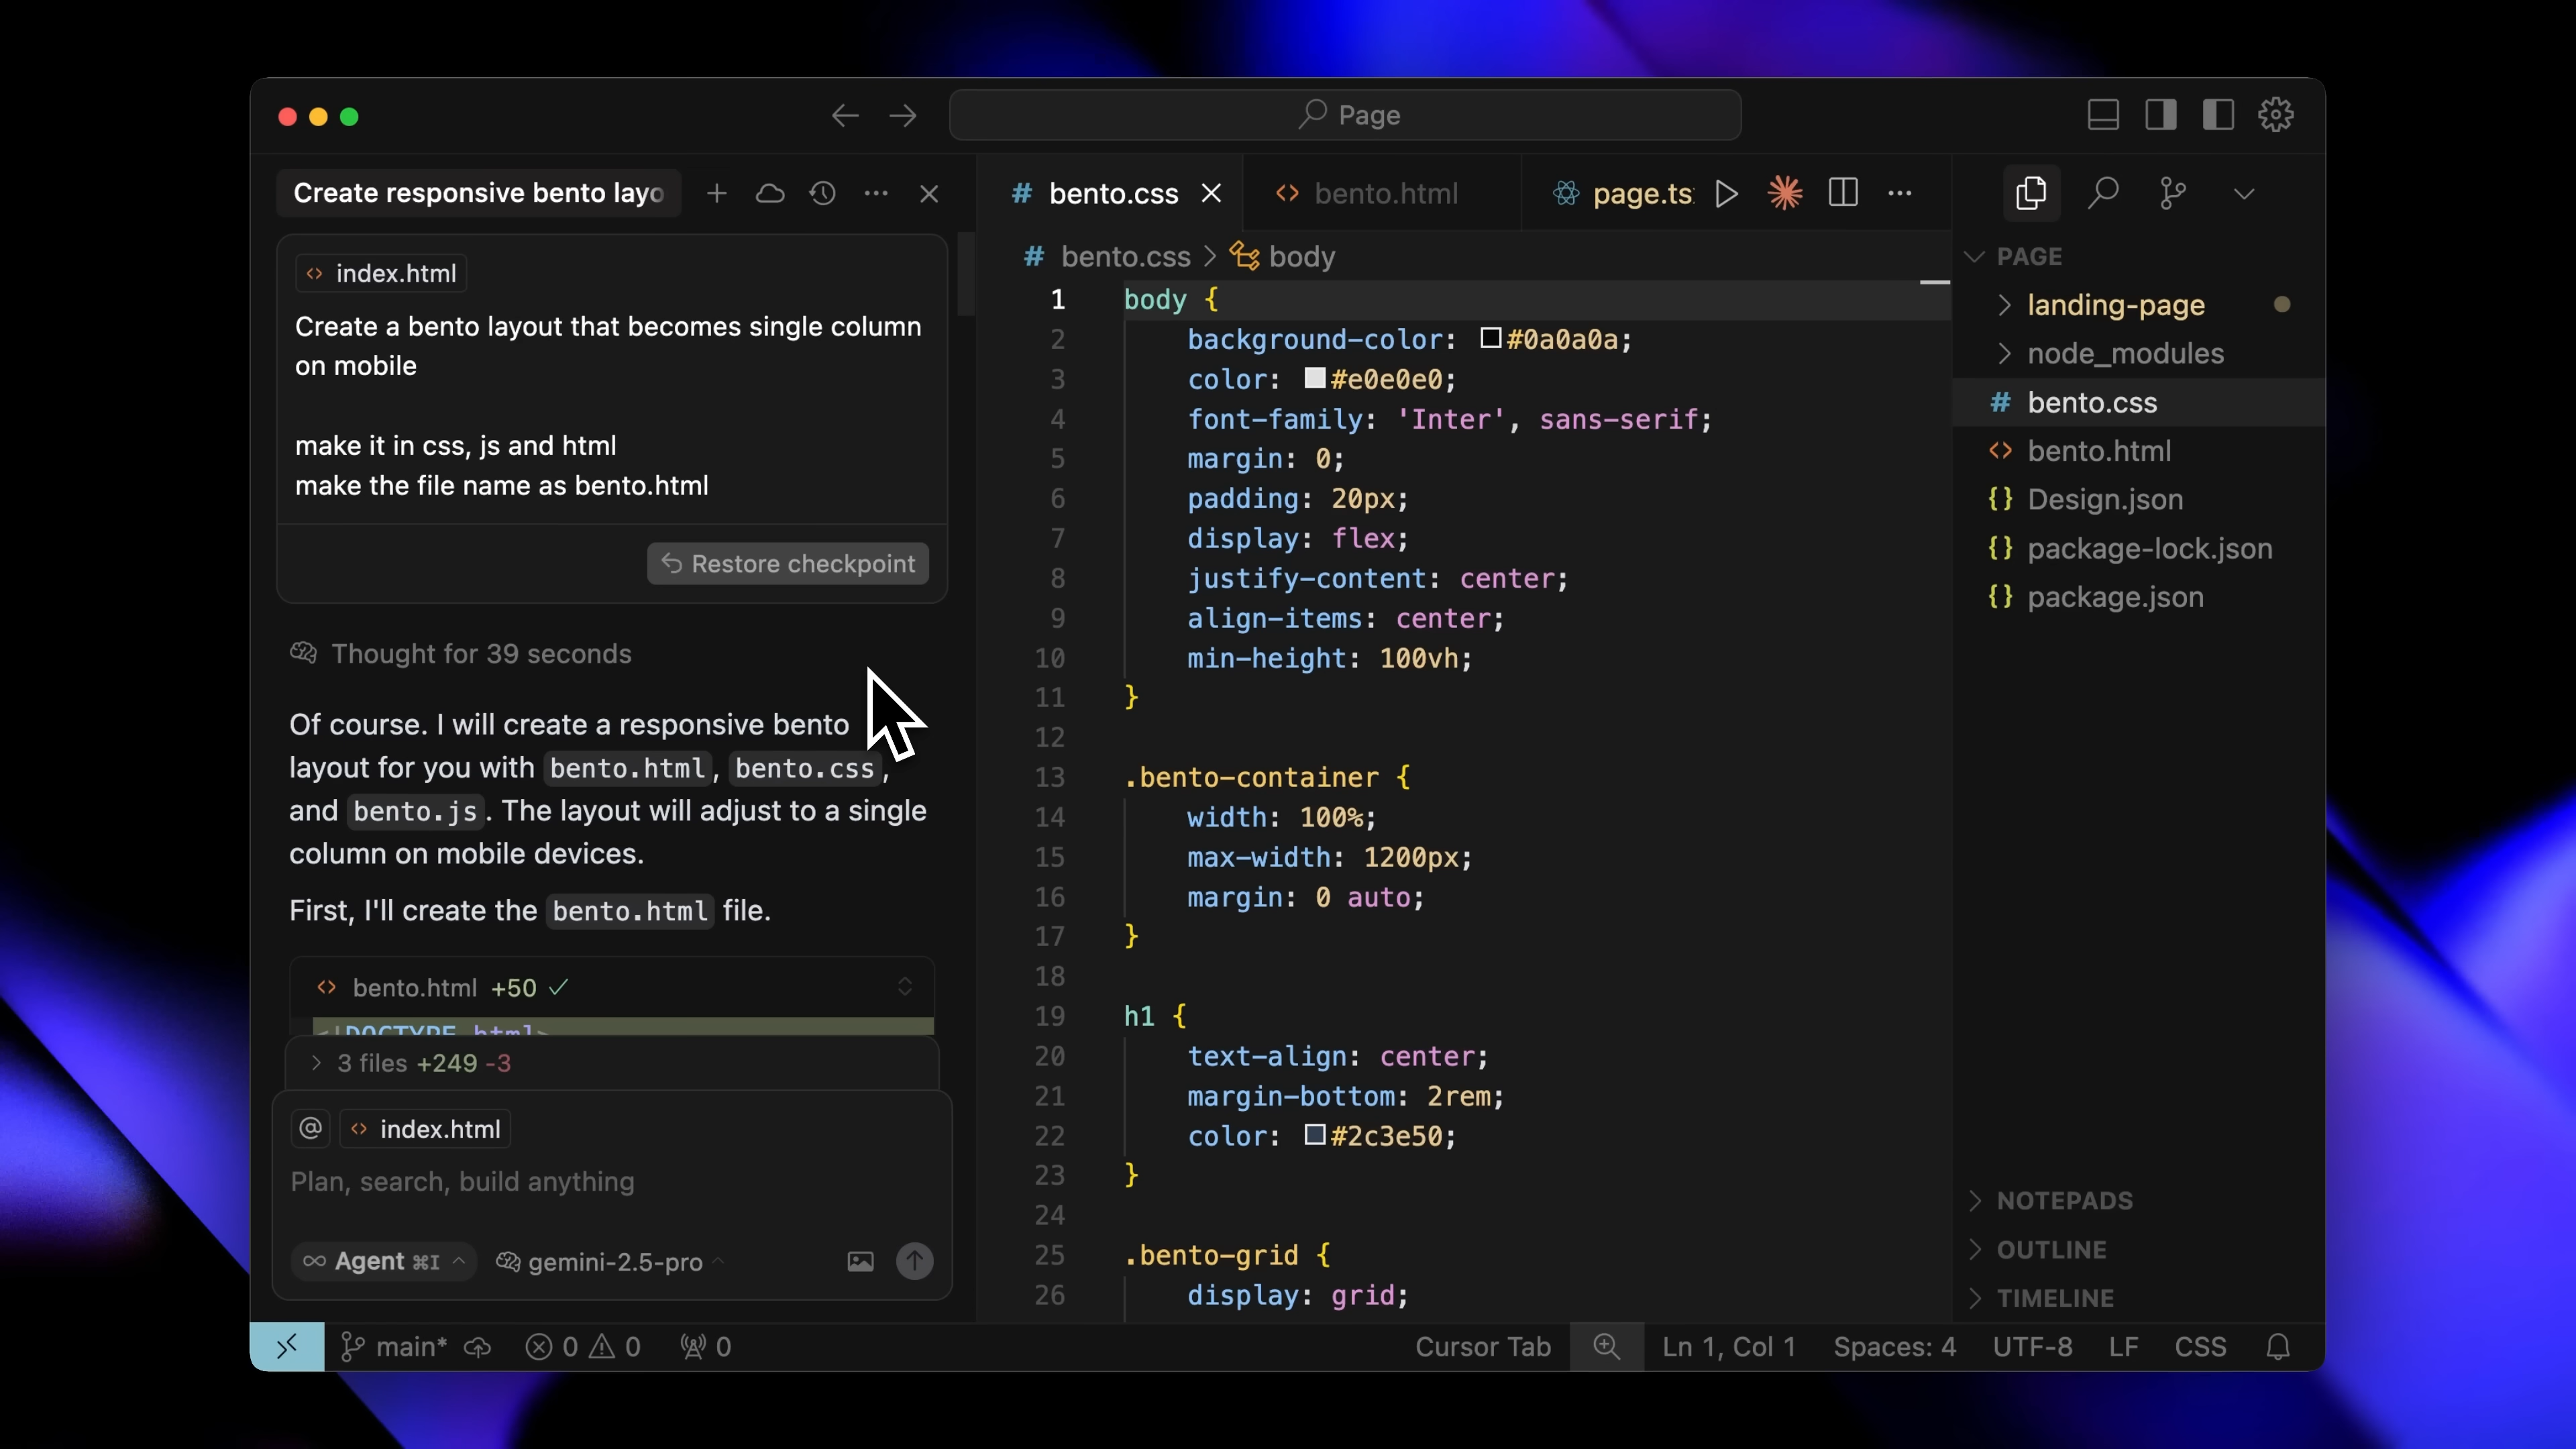 Page
Create responsive bento layo
index.html
Create a bento layout that becomes single column
on mobile
make it in css, js and html
make the file name as bento.html
Restore checkpoint
Thought for 39 seconds
Of course. I will create a responsive bento
layout for you with bento.html, bento.css,
and bento.js. The layout will adjust to a single
column on mobile devices.
First, I'll create the bento.html file.
bento.html +50
<!DOCTYPE html>
3 files +249 -3
@ index.html
Plan, search, build anything
Agent ⌘I gemini-2.5-pro
# bento.css bento.html page.ts
# bento.css > body
1 body {
2 background-color: #0a0a0a;
3 color: #e0e0e0;
4 font-family: 'Inter', sans-serif;
5 margin: 0;
6 padding: 20px;
7 display: flex;
8 justify-content: center;
9 align-items: center;
10 min-height: 100vh;
11 }
12
13 .bento-container {
14 width: 100%;
15 max-width: 1200px;
16 margin: 0 auto;
17 }
18
19 h1 {
20 text-align: center;
21 margin-bottom: 2rem;
22 color: #2c3e50;
23 }
24
25 .bento-grid {
26 display: grid;
PAGE
landing-page
node_modules
# bento.css
bento.html
{} Design.json
{} package-lock.json
{} package.json
NOTEPADS
OUTLINE
TIMELINE
main* 0 0 0
Cursor Tab Ln 1, Col 1 Spaces: 4 UTF-8 LF CSS